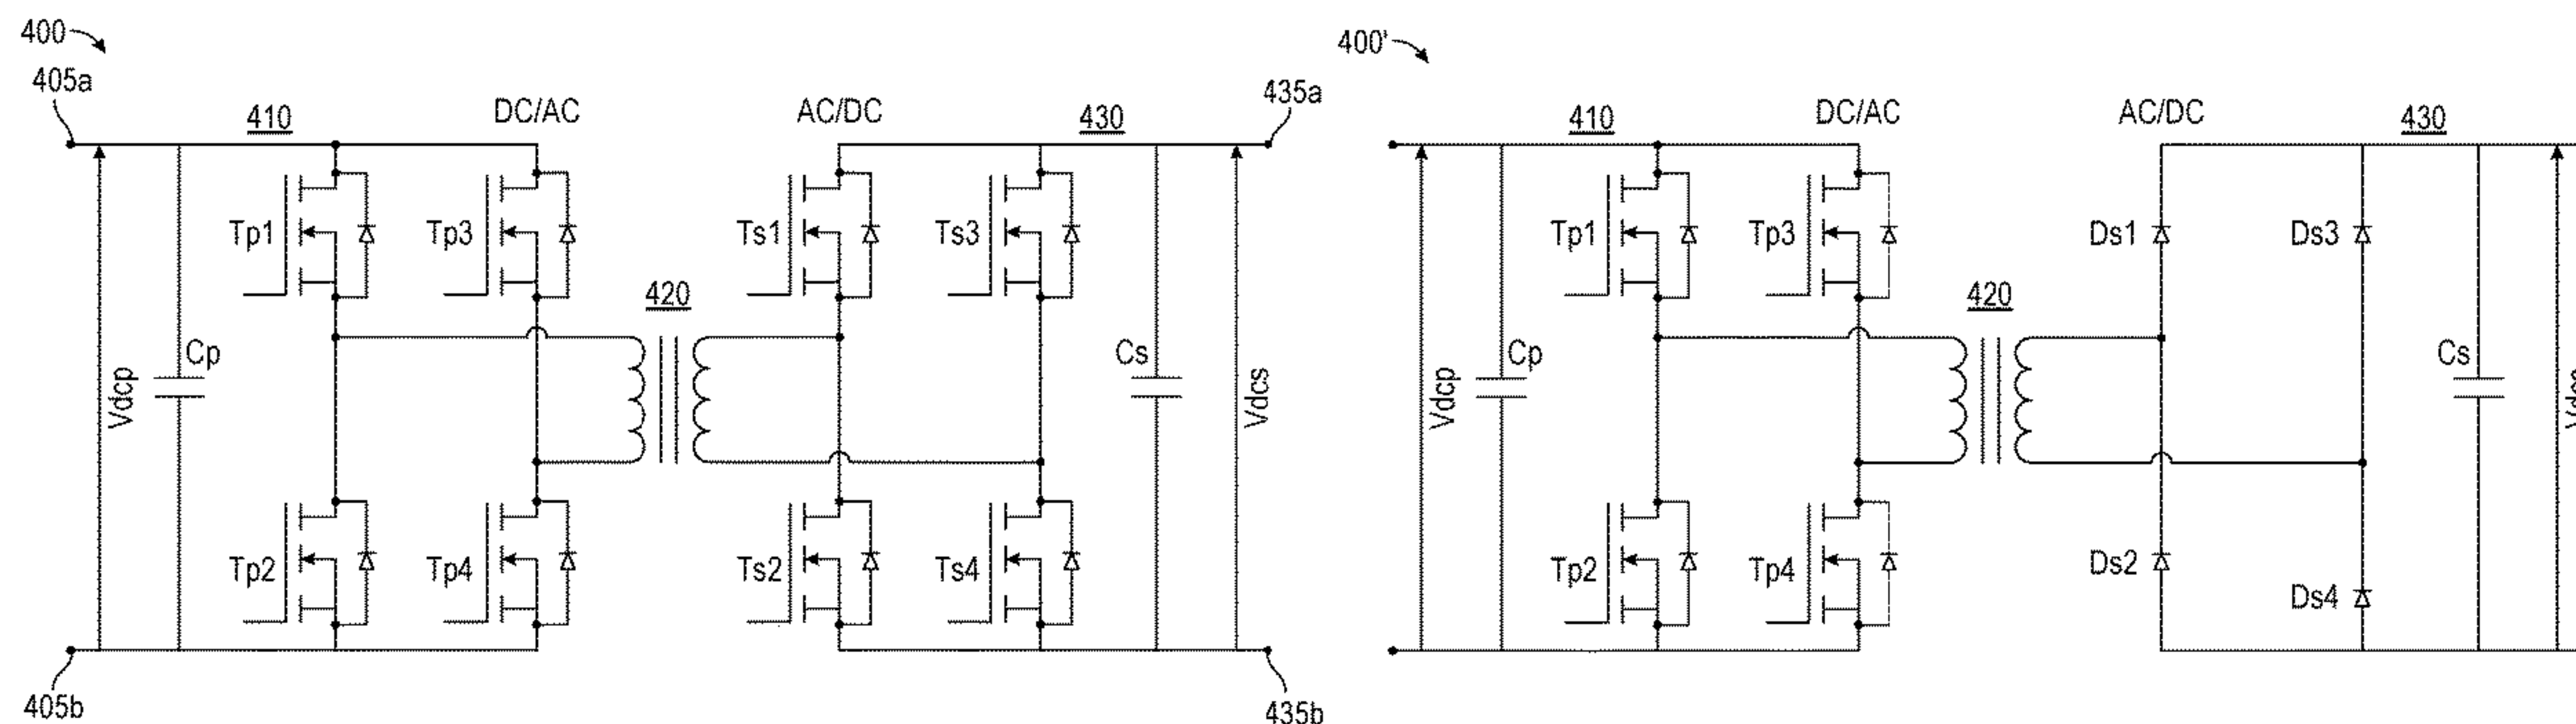 400
405a
410
DC/AC
AC/DC
430
435a
Tp1
Tp3
Ts1
Ts3
420
Vdcp
Cp
Cs
Vdcs
Tp2
Tp4
Ts2
Ts4
405b
435b
400'
410
DC/AC
AC/DC
430
Tp1
Tp3
Ds1
Ds3
420
Vdcp
Cp
Cs
Tp2
Tp4
Ds2
Ds4